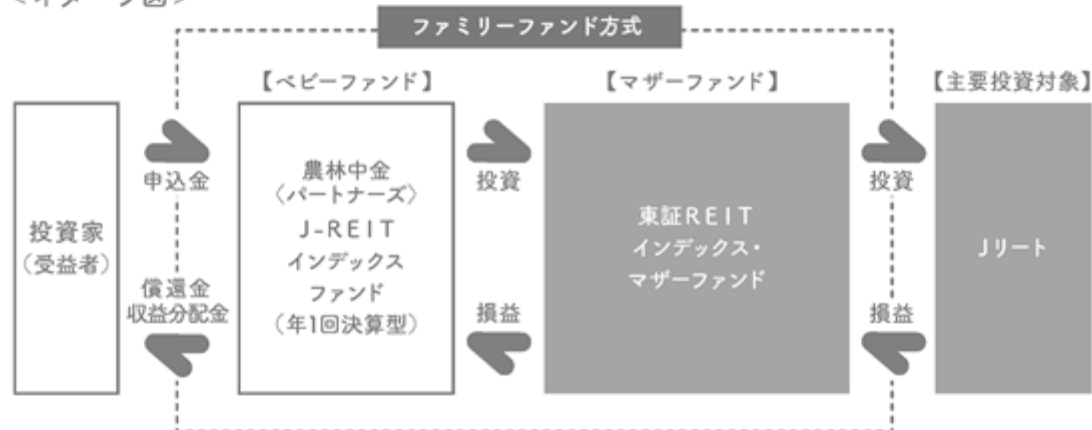 ＜イメージ図＞
ファミリーファンド方式
【ベビーファンド】
【マザーファンド】
【主要投資対象】
投資家
（受益者）
申込金
償還金
収益分配金
農林中金
〈パートナーズ〉
J-REIT
インデックス
ファンド
（年1回決算型）
投資
損益
東証REIT
インデックス・
マザーファンド
投資
損益
Jリート